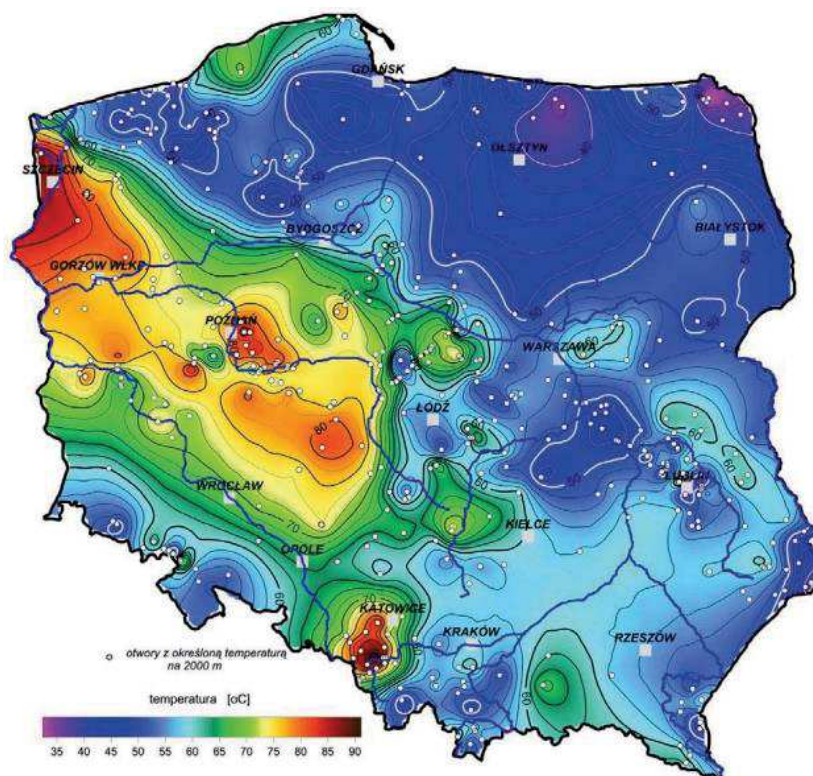 GDAŃSK
OLSZTYN
SZCZECIN
BIAŁYSTOK
BYDGOSZCZ
GORZÓW WLKP
POZNAŃ
WARSZAWA
ŁÓDŹ
LUBLIN
WROCŁAW
KIELCE
OPOLE
KATOWICE
KRAKÓW
RZESZÓW
otwory z określoną temperaturą
na 2000 m
temperatura [oC]
35 40 45 50 55 60 65 70 75 80 85 90